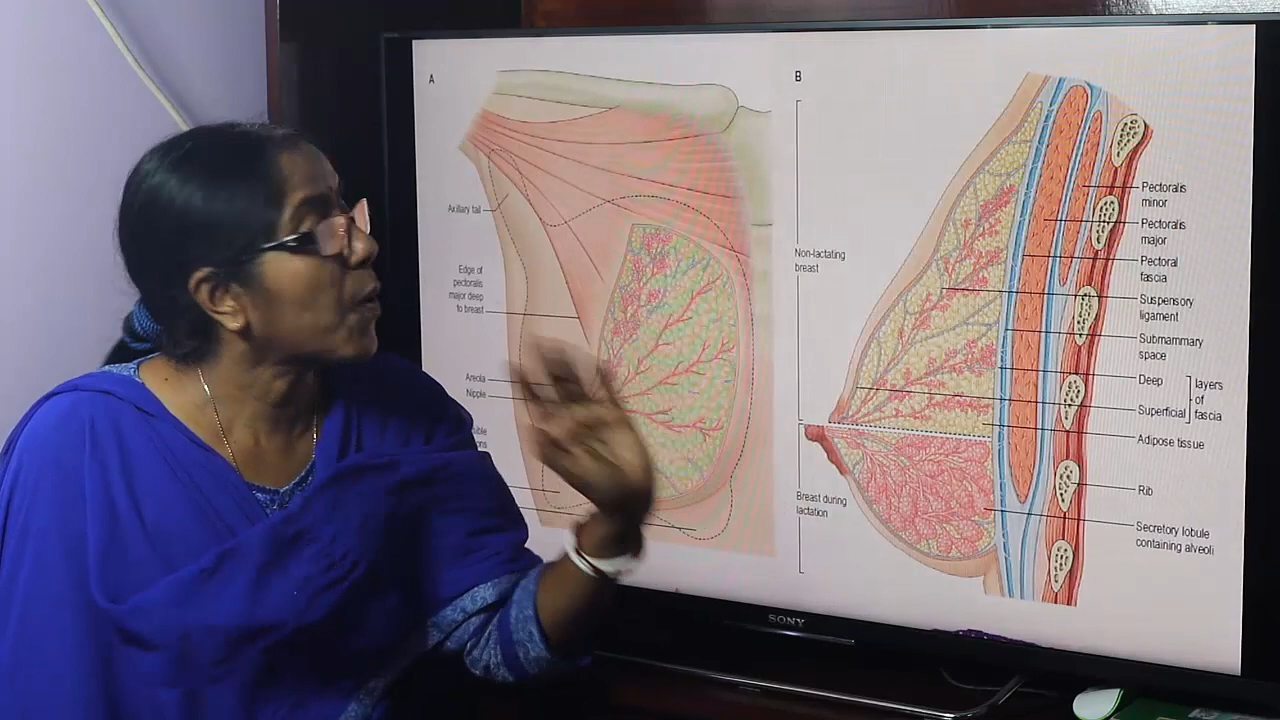 A
Axillary tail
Edge of
pectoralis
major deep
to breast
Areola
Nipple
B
Non-lactating
breast
Breast during
lactation
Pectoralis
minor
Pectoralis
major
Pectoral
fascia
Suspensory
ligament
Submammary
space
Deep
Superficial
layers
of
fascia
Adipose tissue
Rib
Secretory lobule
containing alveoli
SONY